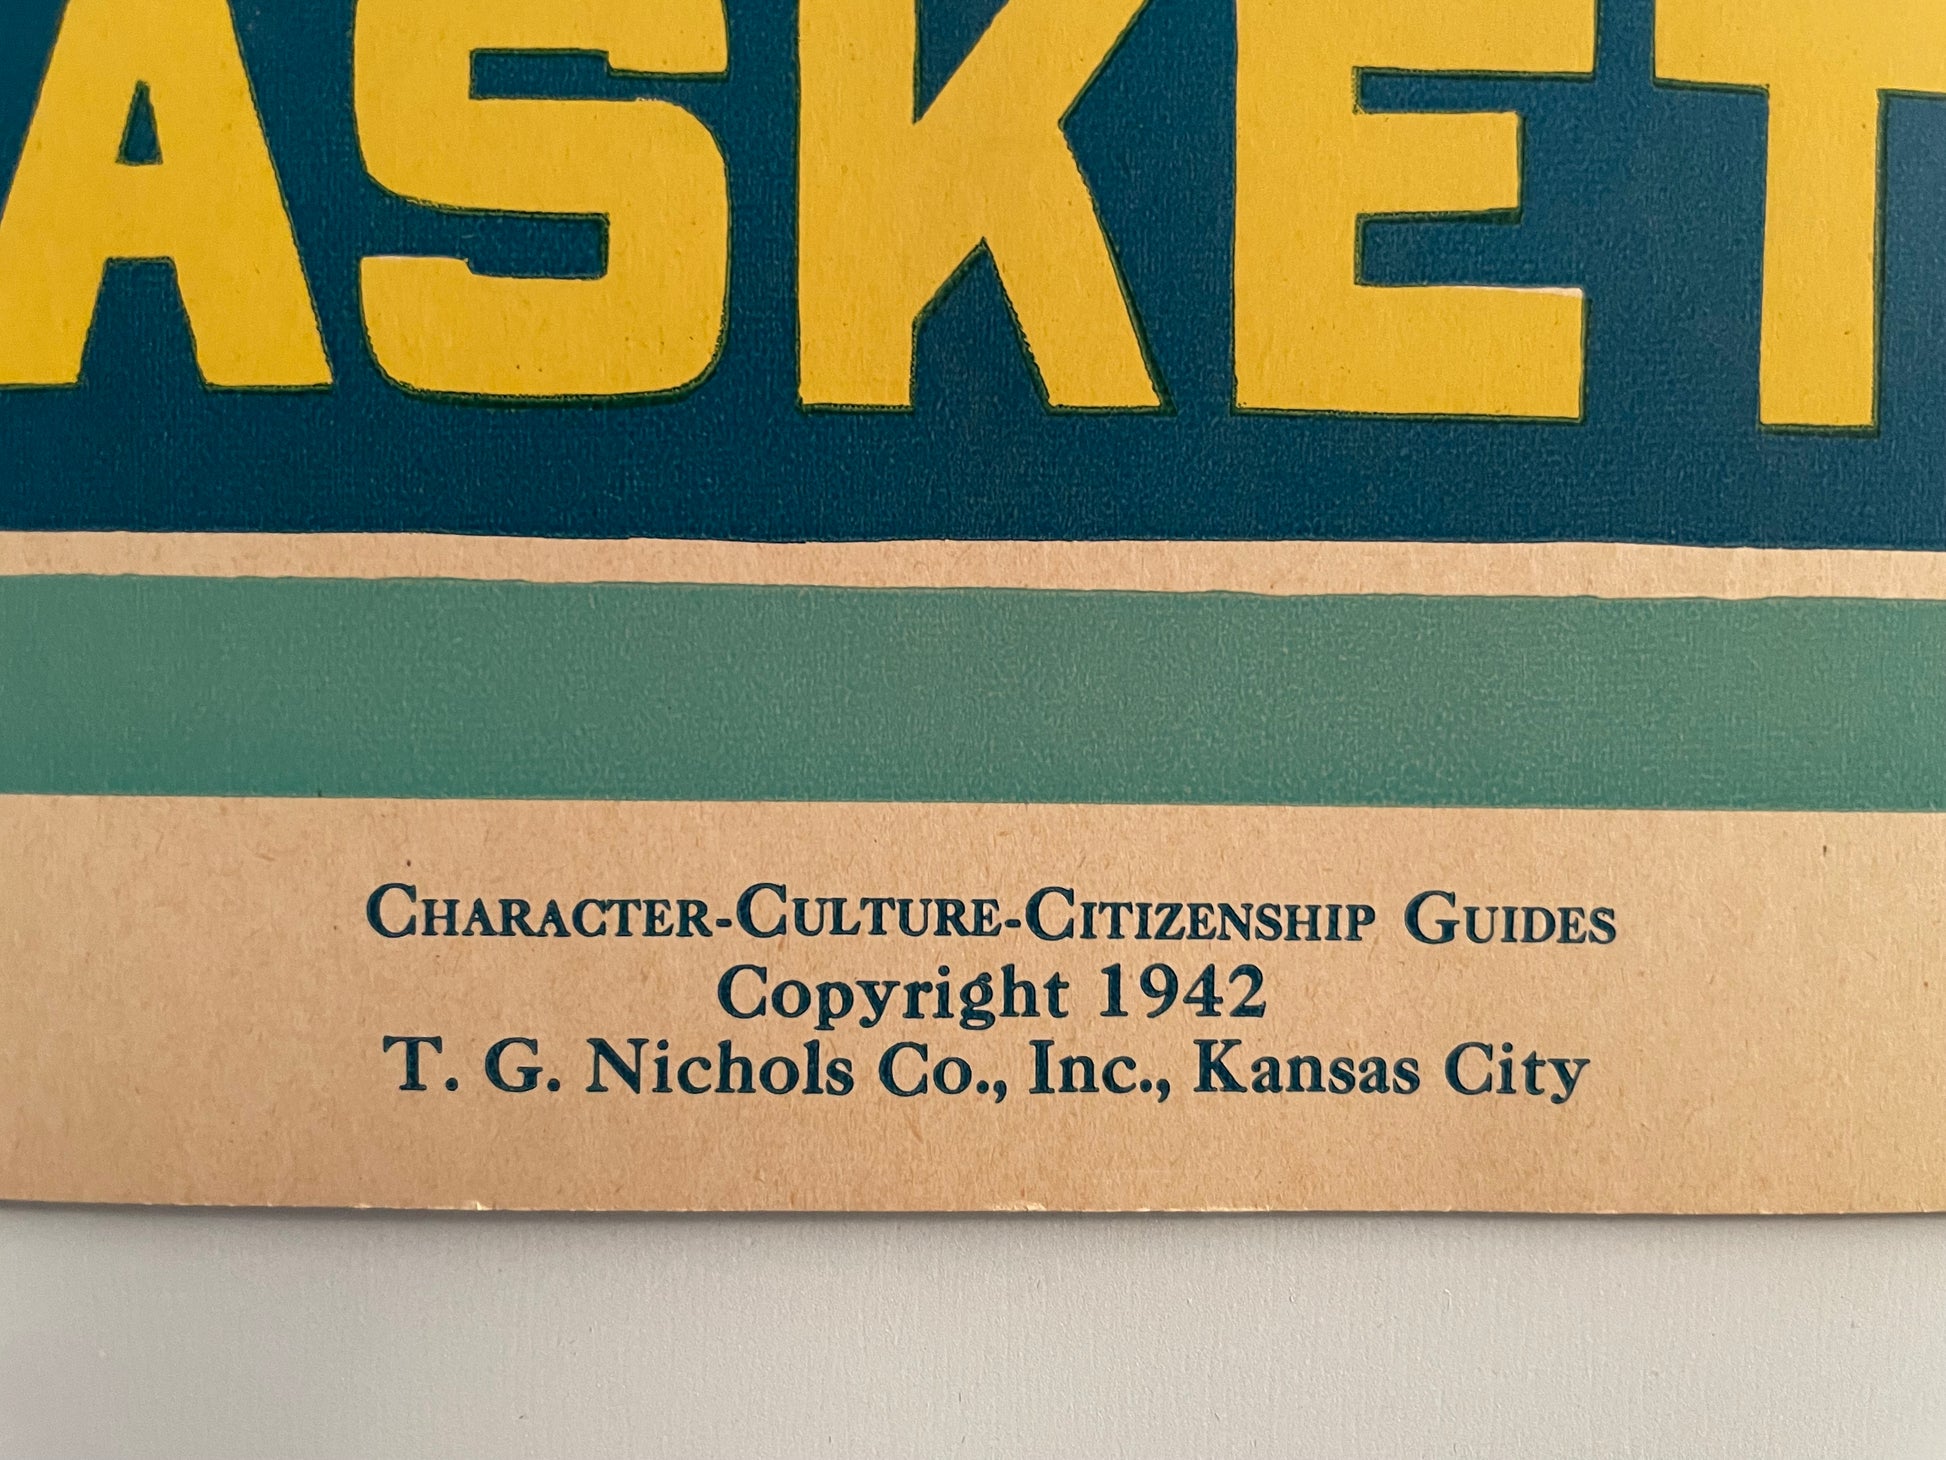 ASKET
CHARACTER-CULTURE-CITIZENSHIP GUIDES
Copyright 1942
T. G. Nichols Co., Inc., Kansas City